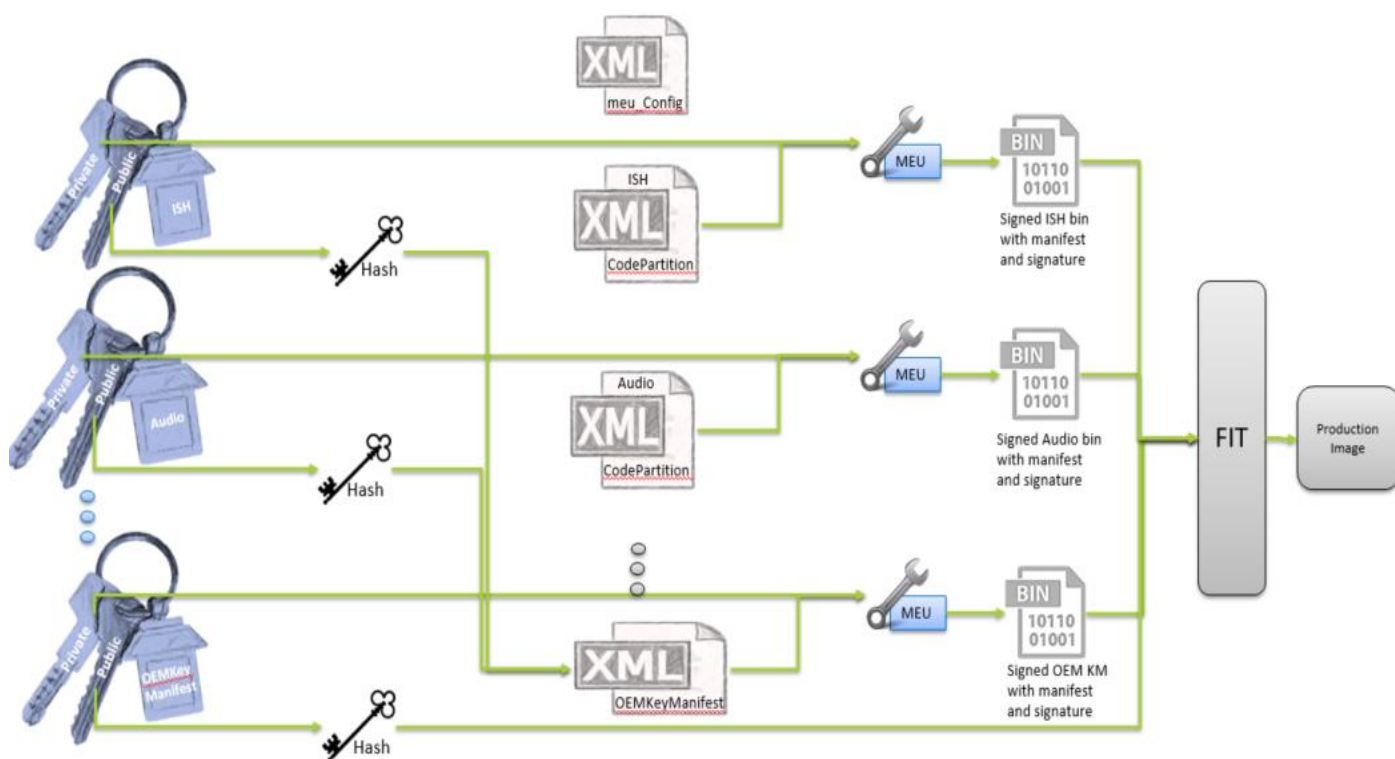 XML
meu_Config
Private
Public
ISH
ISH
XML
CodePartition
MEU
BIN
10110
01001
Signed ISH bin
with manifest
and signature
Hash
Private
Public
Audio
Audio
XML
CodePartition
MEU
BIN
10110
01001
Signed Audio bin
with manifest
and signature
Hash
FIT
Production
Image
Private
Public
OEMKey
Manifest
XML
OEMKeyManifest
MEU
BIN
10110
01001
Signed OEM KM
with manifest
and signature
Hash